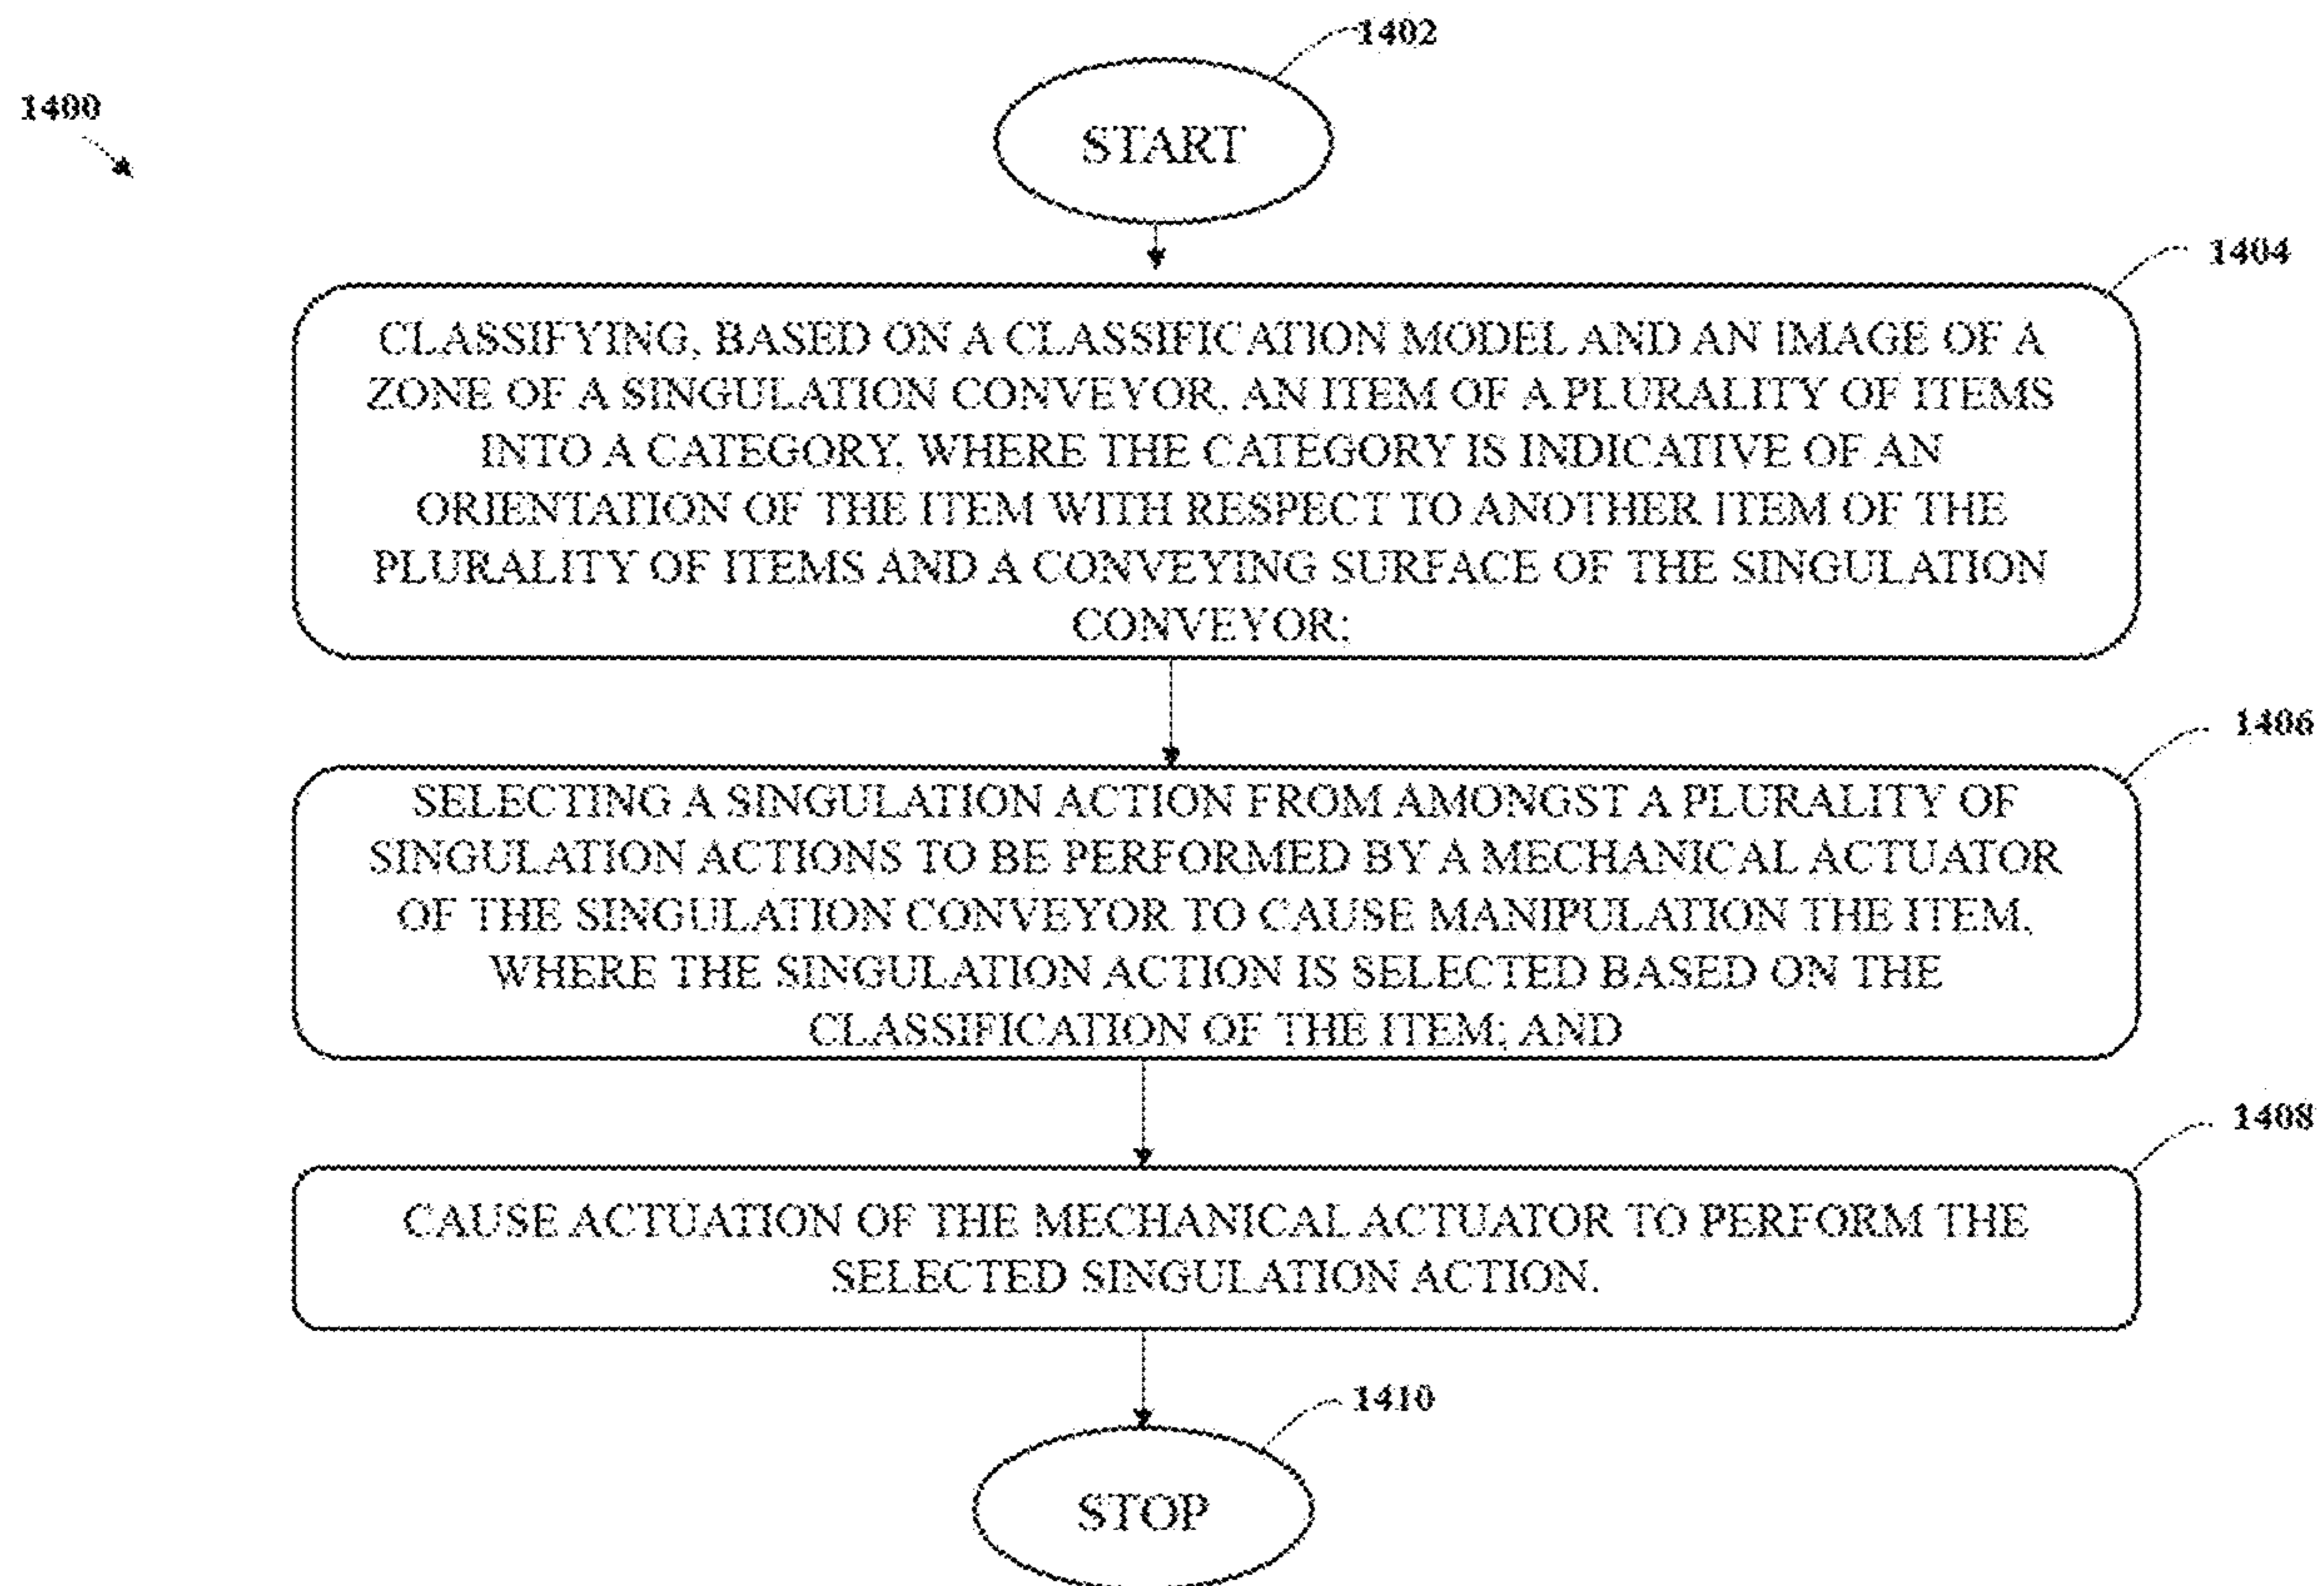 1402
1400
START
1404
CLASSIFYING, BASED ON A CLASSIFICATION MODEL AND AN IMAGE OF A
ZONE OF A SINGULATION CONVEYOR, AN ITEM OF A PLURALITY OF ITEMS
INTO A CATEGORY, WHERE THE CATEGORY IS INDICATIVE OF AN
ORIENTATION OF THE ITEM WITH RESPECT TO ANOTHER ITEM OF THE
PLURALITY OF ITEMS AND A CONVEYING SURFACE OF THE SINGULATION
CONVEYOR;
1406
SELECTING A SINGULATION ACTION FROM AMONGST A PLURALITY OF
SINGULATION ACTIONS TO BE PERFORMED BY A MECHANICAL ACTUATOR
OF THE SINGULATION CONVEYOR TO CAUSE MANIPULATION THE ITEM,
WHERE THE SINGULATION ACTION IS SELECTED BASED ON THE
CLASSIFICATION OF THE ITEM; AND
1408
CAUSE ACTUATION OF THE MECHANICAL ACTUATOR TO PERFORM THE
SELECTED SINGULATION ACTION.
1410
STOP